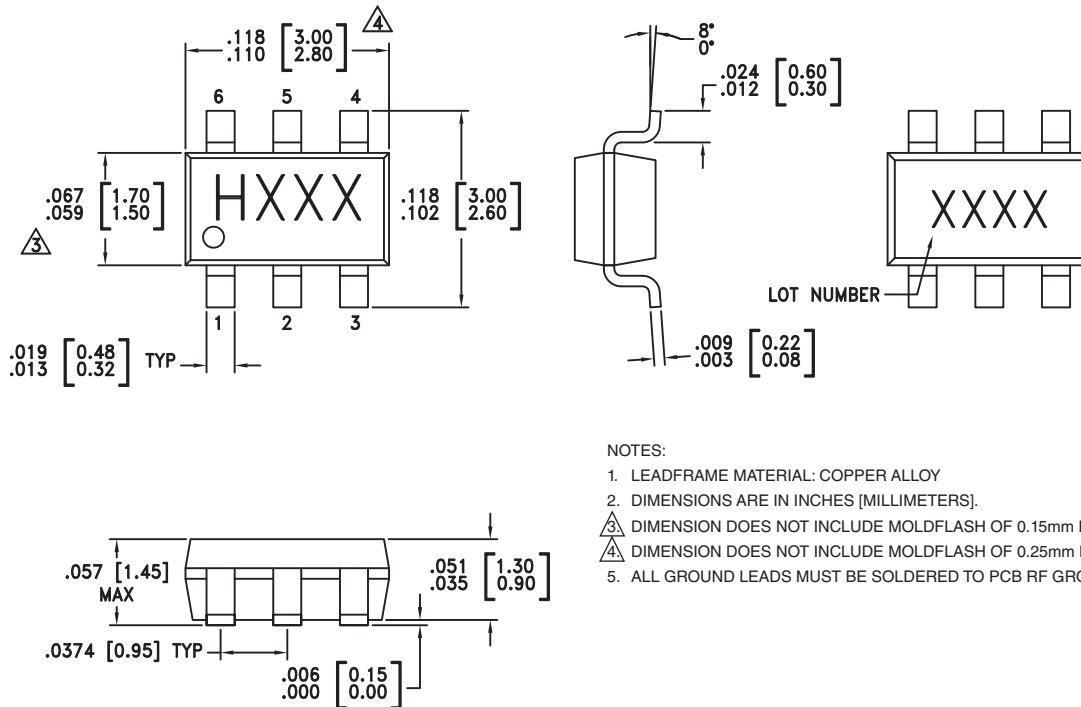 .118 [3.00]
.110 [2.80]
4
6 5 4
HXXX
.067 [1.70]
.059 [1.50]
3
.118 [3.00]
.102 [2.60]
1 2 3
.019 [0.48]
.013 [0.32]
TYP
8°
0°
.024 [0.60]
.012 [0.30]
.009 [0.22]
.003 [0.08]
XXXX
LOT NUMBER
.057 [1.45]
MAX
.051 [1.30]
.035 [0.90]
.0374 [0.95] TYP
.006 [0.15]
.000 [0.00]
NOTES:
1. LEADFRAME MATERIAL: COPPER ALLOY
2. DIMENSIONS ARE IN INCHES [MILLIMETERS].
3. DIMENSION DOES NOT INCLUDE MOLDFLASH OF 0.15mm
4. DIMENSION DOES NOT INCLUDE MOLDFLASH OF 0.25mm
5. ALL GROUND LEADS MUST BE SOLDERED TO PCB RF